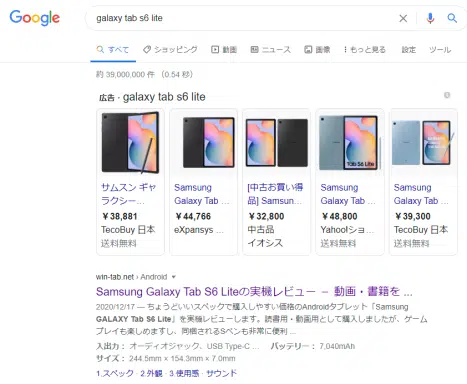 Google
galaxy tab s6 lite
すべて ショッピング 動画 ニュース 画像 もっと見る 設定 ツール
約 39,000,000 件 （0.54 秒）
広告 · galaxy tab s6 lite
サムスン ギャラクシー…
￥38,881
TecoBuy 日本
送料無料
Samsung Galaxy Tab …
￥44,766
eXpansys …
[中古お買い得品] Samsun…
￥32,800
中古品
イオシス
Tab S6 Lite
Samsung Galaxy Tab …
￥48,800
Yahoo!ショ…
送料無料
Samsung Galaxy Tab …
￥39,300
TecoBuy 日本
送料無料
win-tab.net › Android
Samsung Galaxy Tab S6 Liteの実機レビュー － 動画・書籍を ...
2020/12/17 — ちょうどいいスペックで購入しやすい価格のAndroidタブレット「Samsung
GALAXY Tab S6 Lite」を実機レビューします。読書用・動画用として購入しましたが、ゲーム
プレイも楽しめますし、同梱されるSペンも非常に便利 ...
入出力： オーディオジャック、USB Type-C ... バッテリー： 7,040mAh
サイズ： 244.5mm × 154.3mm × 7.0mm
1.スペック · 2 外観 · 3 使用感 · サウンド